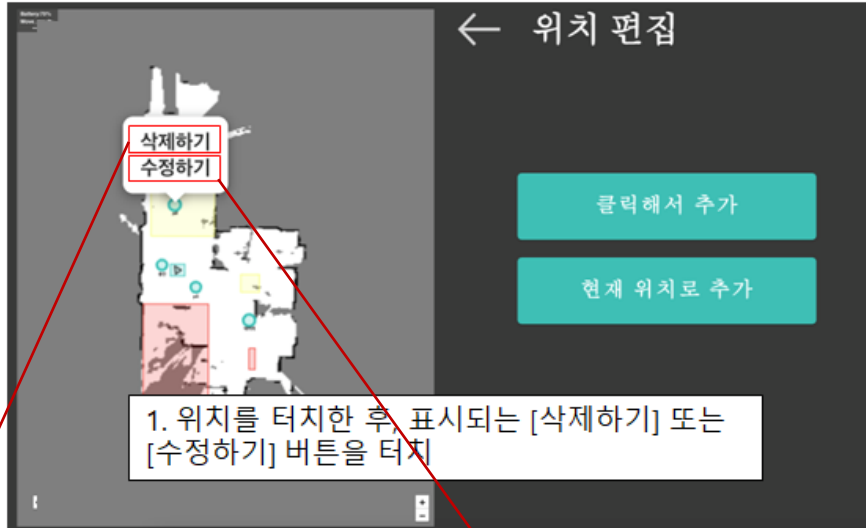 ← 위치 편집
삭제하기
수정하기
클릭해서 추가
현재 위치로 추가
1. 위치를 터치한 후, 표시되는 [삭제하기] 또는
[수정하기] 버튼을 터치
+
-